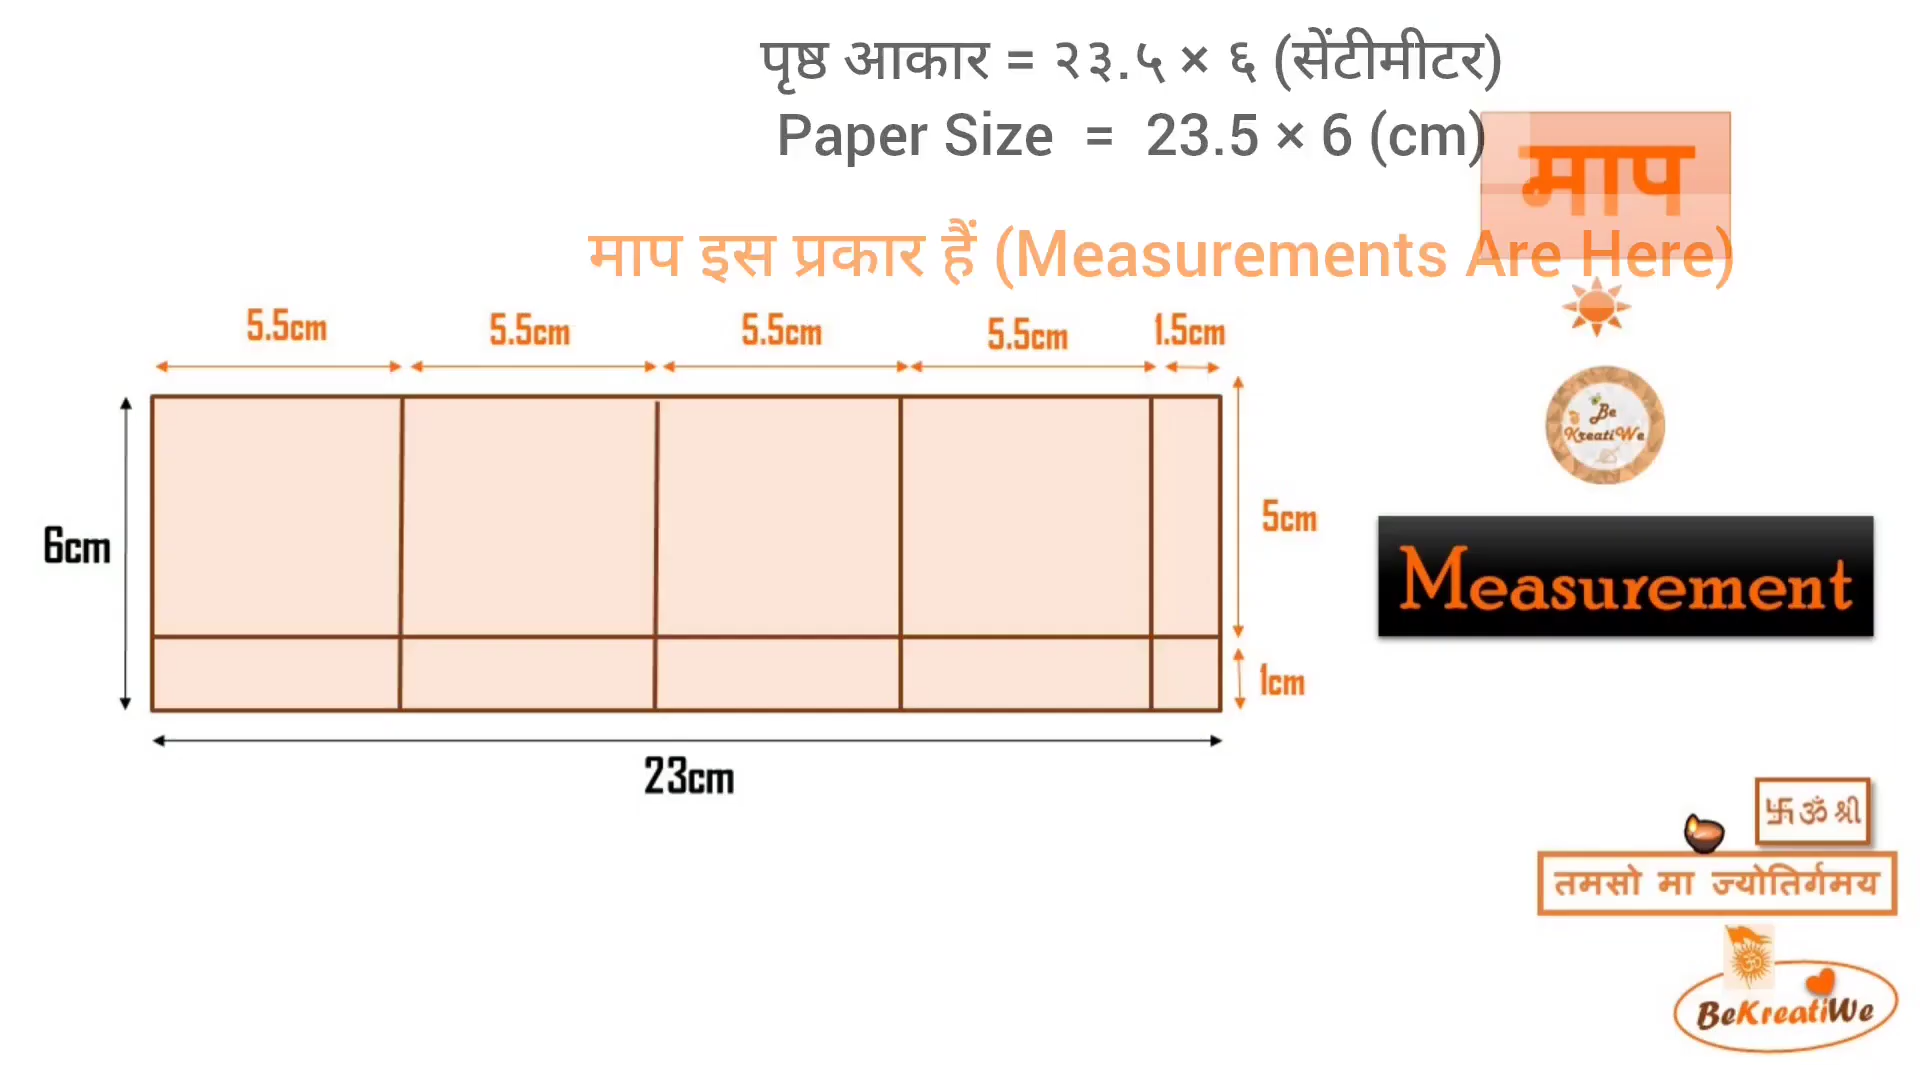 पृष्ठ आकार = २३.५ × ६ (सेंटीमीटर)
Paper Size = 23.5 × 6 (cm)
माप
माप इस प्रकार हैं (Measurements Are Here)
5.5cm 5.5cm 5.5cm 5.5cm 1.5cm
Be
KreatiWe
5cm
6cm
Measurement
1cm
23cm
卐 ॐ श्री
तमसो मा ज्योतिर्गमय
ॐ
BeKreatiWe